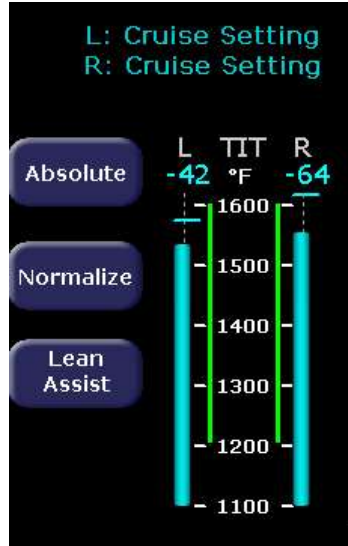 L: Cruise Setting
R: Cruise Setting
L TIT R
-42 °F -64
Absolute
Normalize
Lean
Assist
1600
1500
1400
1300
1200
1100